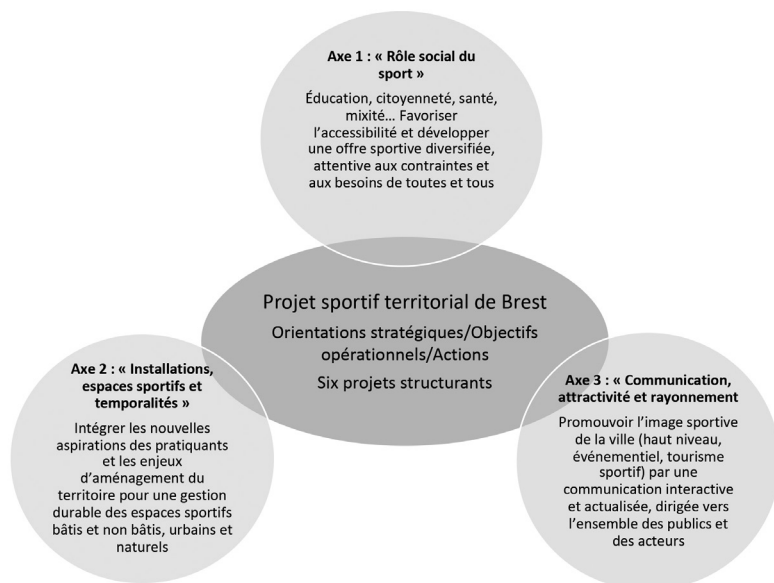 Axe 1 : « Rôle social du
sport »
Éducation, citoyenneté, santé,
mixité… Favoriser
l’accessibilité et développer
une offre sportive diversifiée,
attentive aux contraintes et
aux besoins de toutes et tous
Projet sportif territorial de Brest
Orientations stratégiques/Objectifs
opérationnels/Actions
Six projets structurants
Axe 2 : « Installations,
espaces sportifs et
temporalités »
Intégrer les nouvelles
aspirations des pratiquants
et les enjeux
d’aménagement du
territoire pour une gestion
durable des espaces sportifs
bâtis et non bâtis, urbains et
naturels
Axe 3 : « Communication,
attractivité et rayonnement
Promouvoir l’image sportive
de la ville (haut niveau,
événementiel, tourisme
sportif) par une
communication interactive
et actualisée, dirigée vers
l’ensemble des publics et
des acteurs